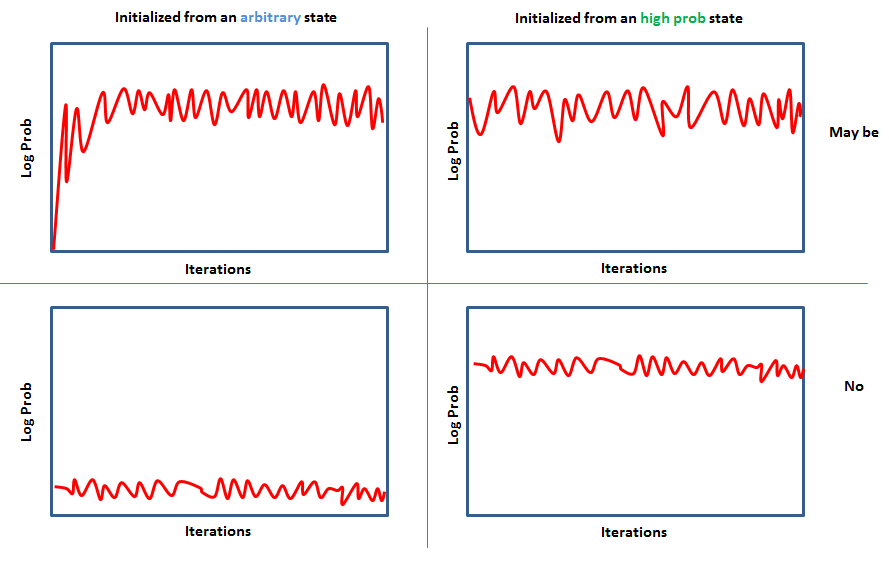 Initialized from an arbitrary state
Initialized from an high prob state
Log Prob
Iterations
Log Prob
Iterations
May be
Log Prob
Iterations
Log Prob
Iterations
No